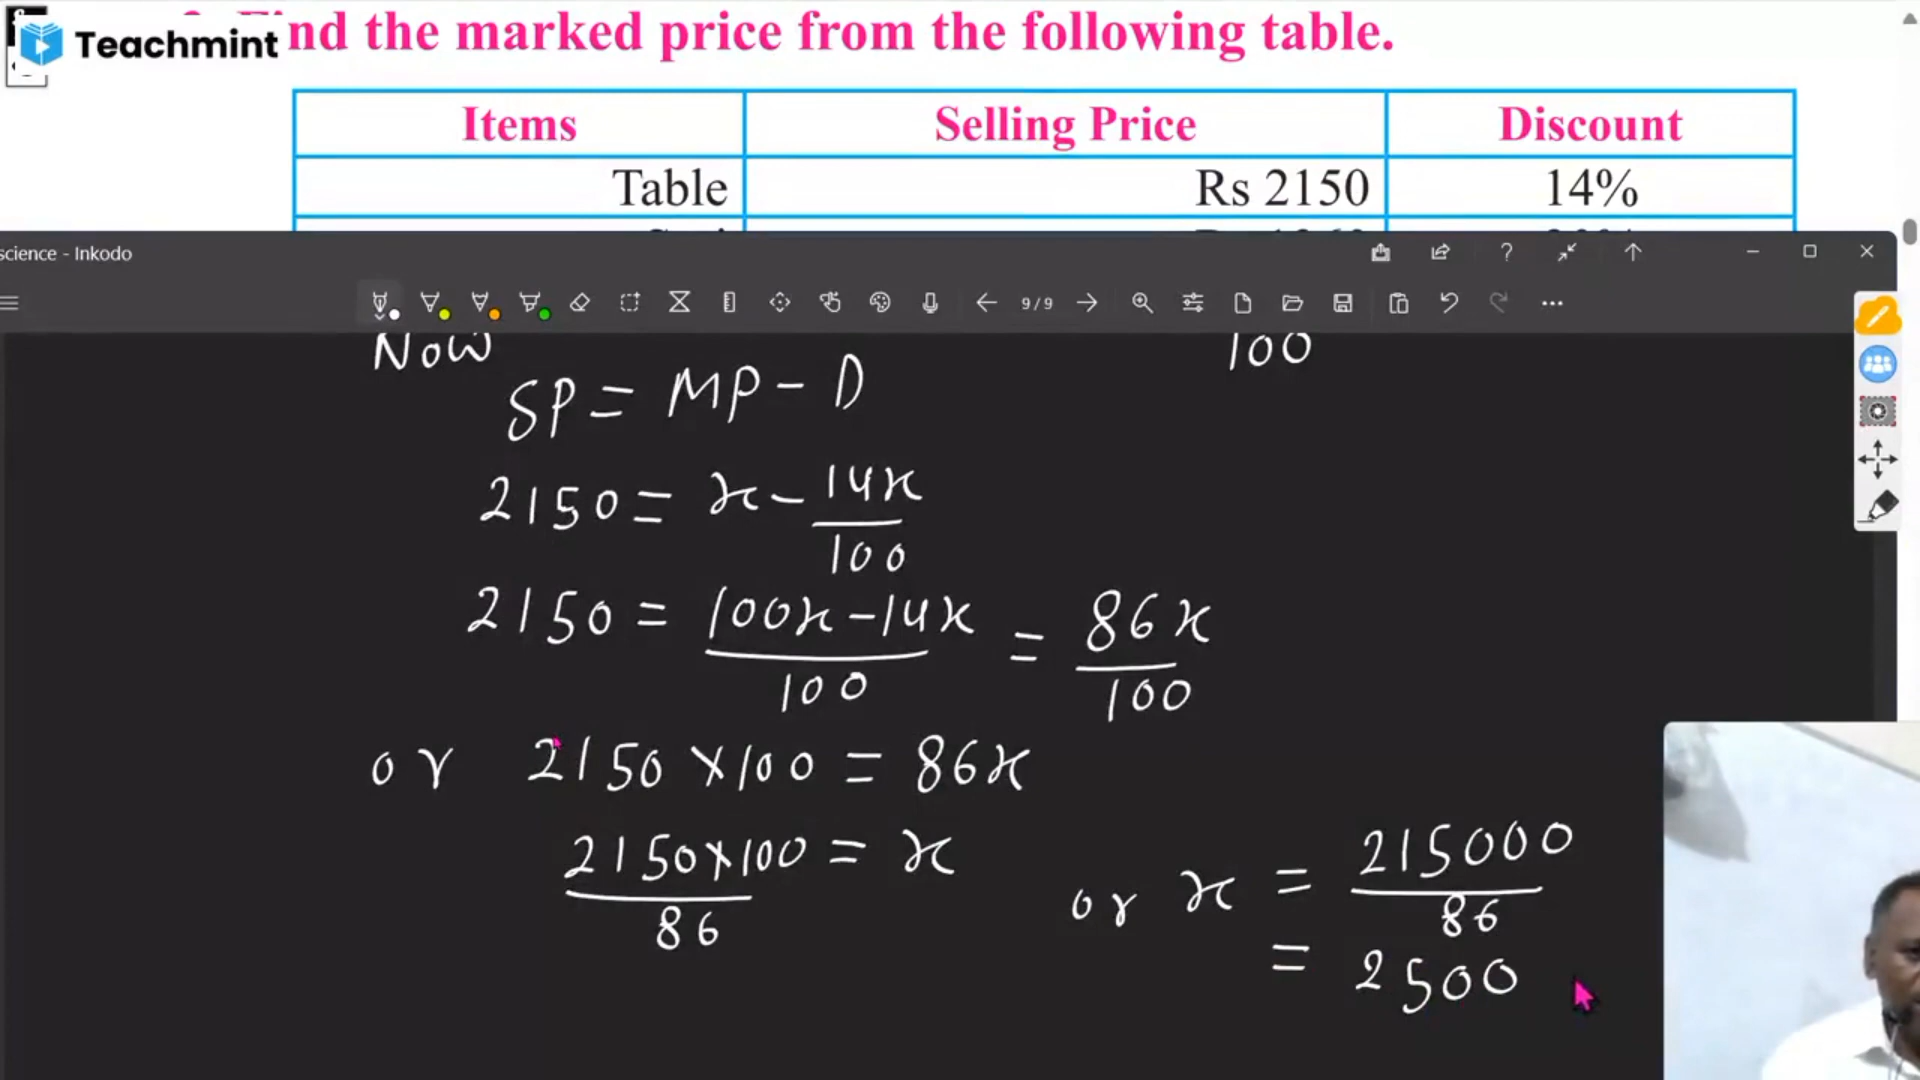 Teachmint
nd the marked price from the following table.
Items Selling Price Discount
Table Rs 2150 14%
science - Inkodo
9/9
Now 100
SP = MP - D
2150 = x - 14x/100
2150 = 100x - 14x/100 = 86x/100
or 2150 × 100 = 86x
2150×100/86 = x
or x = 215000/86
= 2500